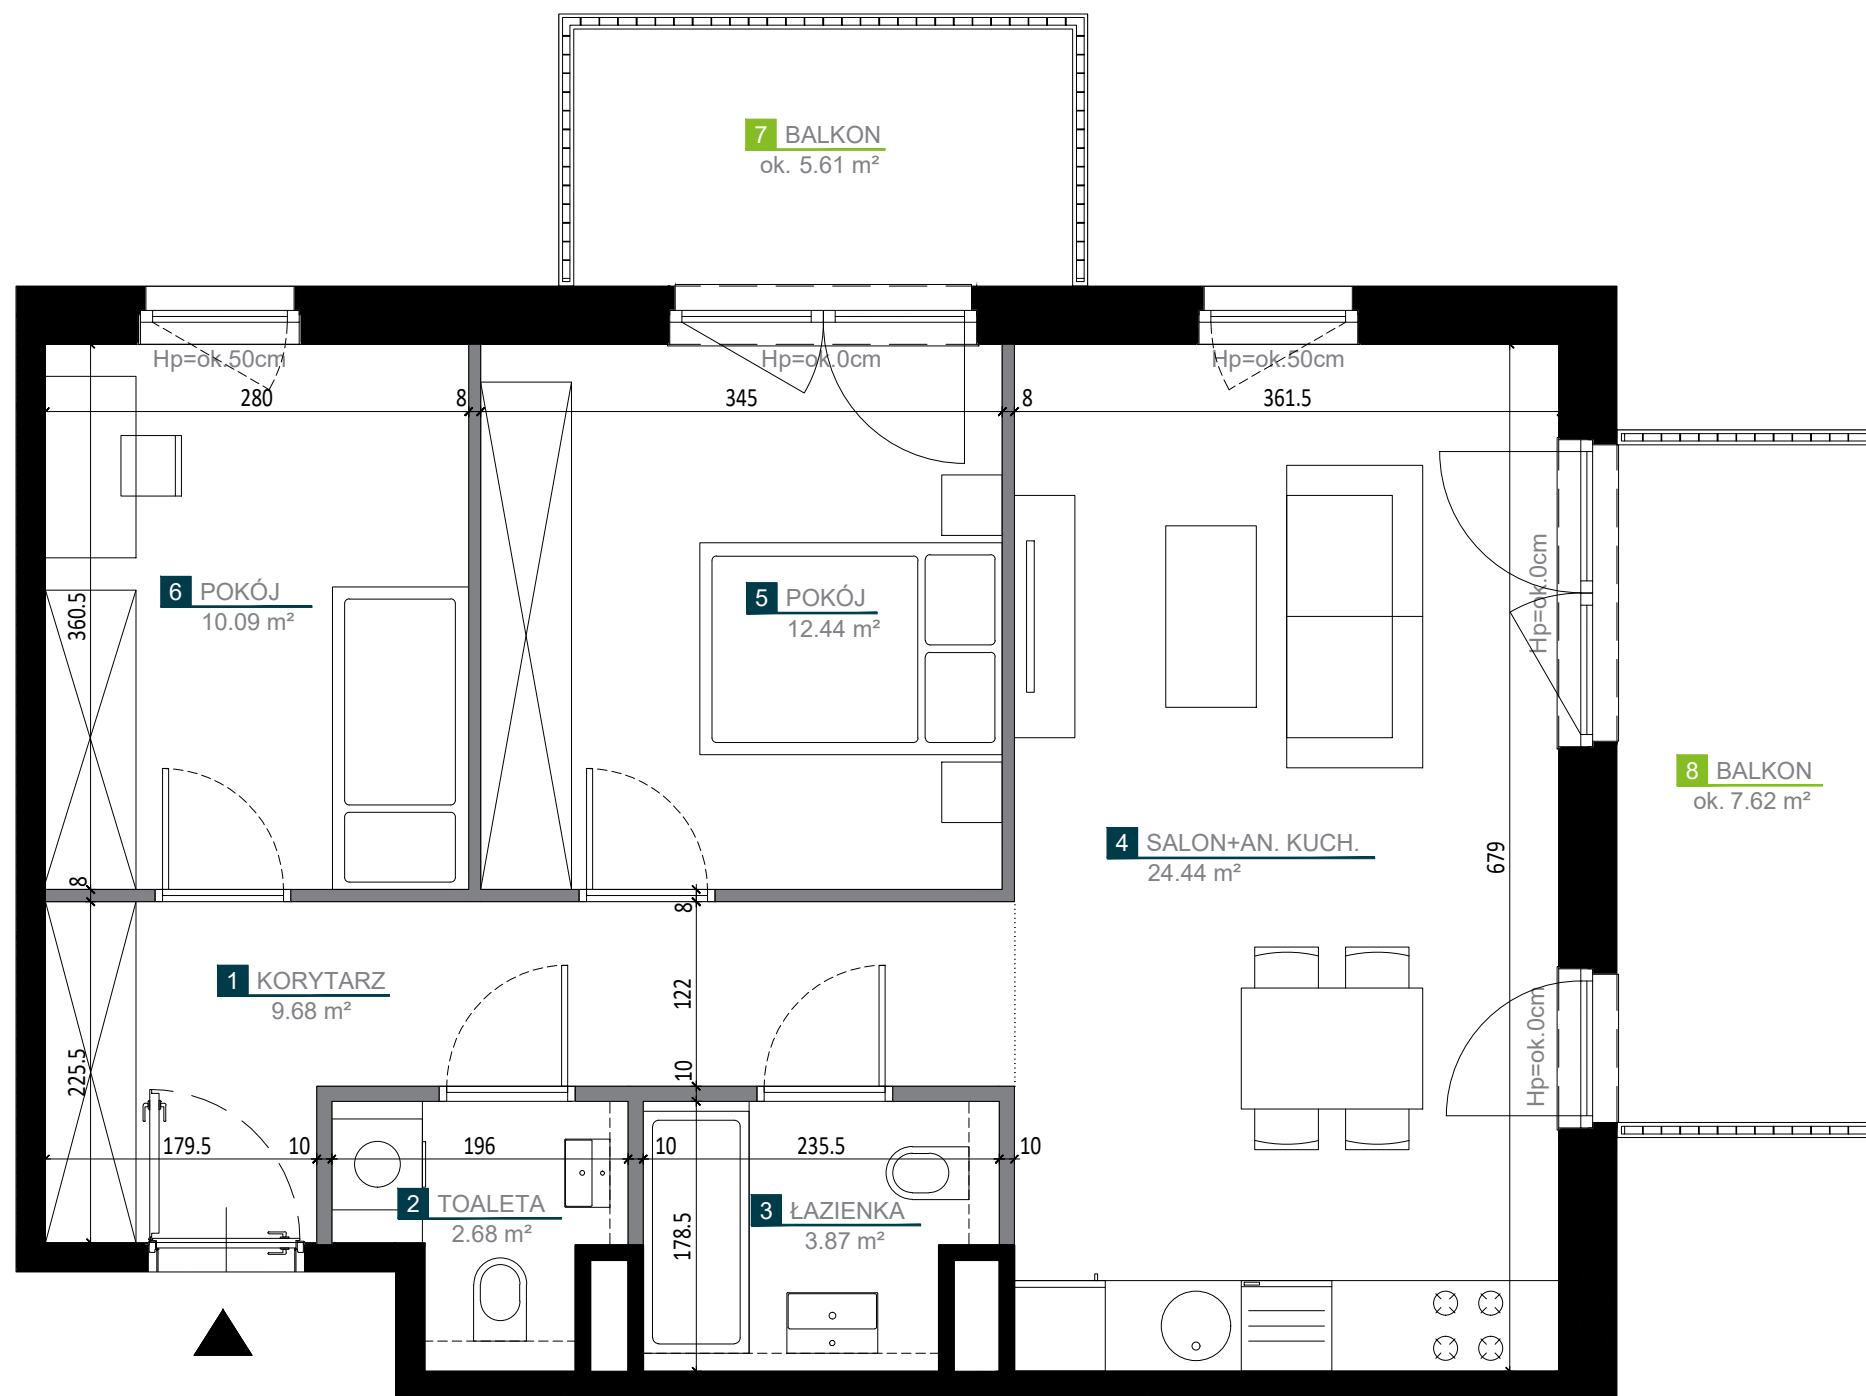 7 BALKON
ok. 5.61 m²
Hp=ok.50cm
Hp=ok.0cm
Hp=ok.50cm
280
8
345
8
361.5
Hp=ok.0cm
6 POKÓJ
10.09 m²
5 POKÓJ
12.44 m²
360.5
8 BALKON
ok. 7.62 m²
4 SALON+AN. KUCH.
24.44 m²
679
8
8
1 KORYTARZ
9.68 m²
122
Hp=ok.0cm
225.5
10
179.5
10
196
10
235.5
10
2 TOALETA
2.68 m²
3 ŁAZIENKA
3.87 m²
178.5